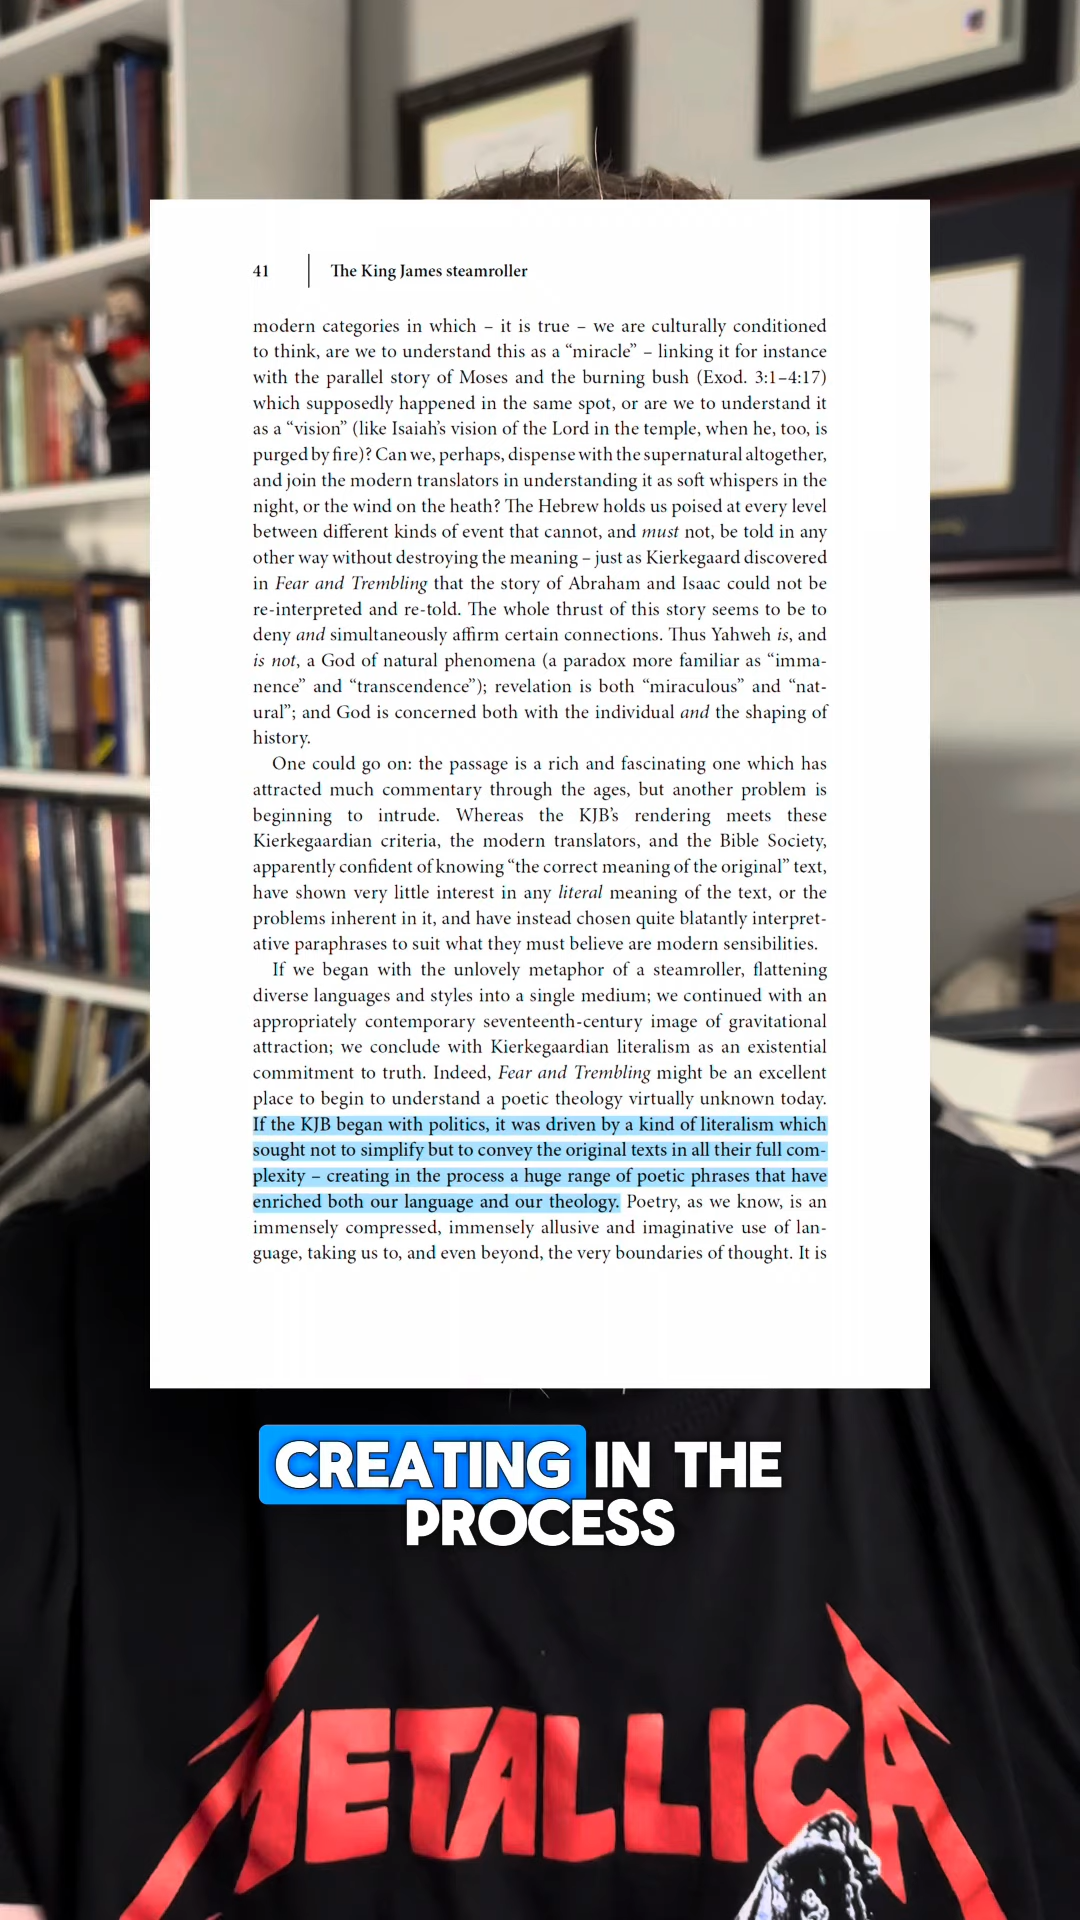 41 The King James steamroller
modern categories in which – it is true – we are culturally conditioned
to think, are we to understand this as a “miracle” – linking it for instance
with the parallel story of Moses and the burning bush (Exod. 3:1–4:17)
which supposedly happened in the same spot, or are we to understand it
as a “vision” (like Isaiah’s vision of the Lord in the temple, when he, too, is
purged by fire)? Can we, perhaps, dispense with the supernatural altogether,
and join the modern translators in understanding it as soft whispers in the
night, or the wind on the heath? The Hebrew holds us poised at every level
between different kinds of event that cannot, and must not, be told in any
other way without destroying the meaning – just as Kierkegaard discovered
in Fear and Trembling that the story of Abraham and Isaac could not be
re-interpreted and re-told. The whole thrust of this story seems to be to
deny and simultaneously affirm certain connections. Thus Yahweh is, and
is not, a God of natural phenomena (a paradox more familiar as “imma-
nence” and “transcendence”); revelation is both “miraculous” and “nat-
ural”; and God is concerned both with the individual and the shaping of
history.
One could go on: the passage is a rich and fascinating one which has
attracted much commentary through the ages, but another problem is
beginning to intrude. Whereas the KJB’s rendering meets these
Kierkegaardian criteria, the modern translators, and the Bible Society,
apparently confident of knowing “the correct meaning of the original” text,
have shown very little interest in any literal meaning of the text, or the
problems inherent in it, and have instead chosen quite blatantly interpret-
ative paraphrases to suit what they must believe are modern sensibilities.
If we began with the unlovely metaphor of a steamroller, flattening
diverse languages and styles into a single medium; we continued with an
appropriately contemporary seventeenth-century image of gravitational
attraction; we conclude with Kierkegaardian literalism as an existential
commitment to truth. Indeed, Fear and Trembling might be an excellent
place to begin to understand a poetic theology virtually unknown today.
If the KJB began with politics, it was driven by a kind of literalism which
sought not to simplify but to convey the original texts in all their full com-
plexity – creating in the process a huge range of poetic phrases that have
enriched both our language and our theology. Poetry, as we know, is an
immensely compressed, immensely allusive and imaginative use of lan-
guage, taking us to, and even beyond, the very boundaries of thought. It is
CREATING IN THE
PROCESS
METALLICA